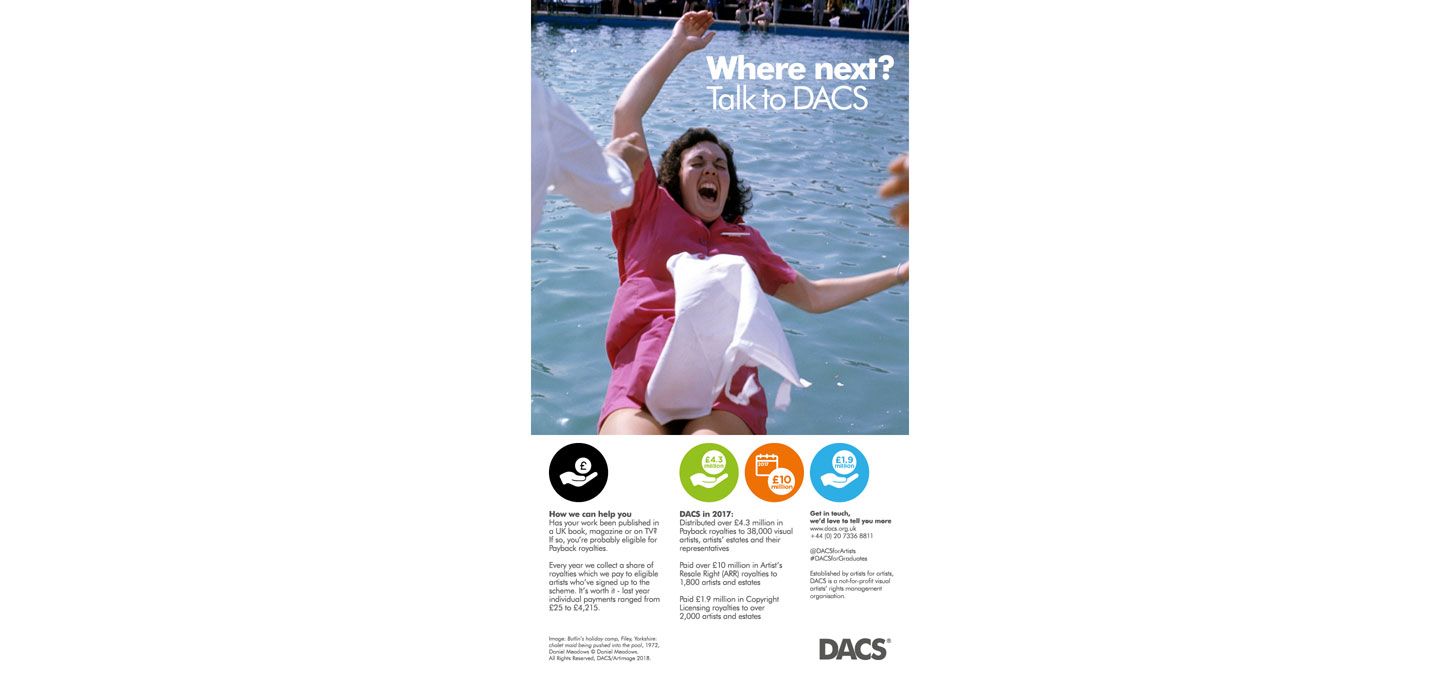 Where next?
Talk to DACS
£
£4.3
million
2017
£10
million
£1.9
million
How we can help you
Has your work been published in
a UK book, magazine or on TV?
If so, you're probably eligible for
Payback royalties.
Every year we collect a share of
royalties which we pay to eligible
artists who've signed up to the
scheme. It's worth it - last year
individual payments ranged from
£25 to £4,215.
DACS in 2017:
Distributed over £4.3 million in
Payback royalties to 38,000 visual
artists, artists' estates and their
representatives
Paid over £10 million in Artist's
Resale Right (ARR) royalties to
1,800 artists and estates
Paid £1.9 million in Copyright
Licensing royalties to over
2,000 artists and estates
Get in touch,
we'd love to tell you more
www.dacs.org.uk
+44 (0) 20 7336 8811
@DACSforArtists
#DACSforGraduates
Established by artists for artists,
DACS is a not-for-profit visual
artists' rights management
organisation.
Image: Butlin's holiday camp, Filey, Yorkshire:
chalet maid being pushed into the pool, 1972,
Daniel Meadows © Daniel Meadows.
All Rights Reserved, DACS/Artimage 2018.
DACS®